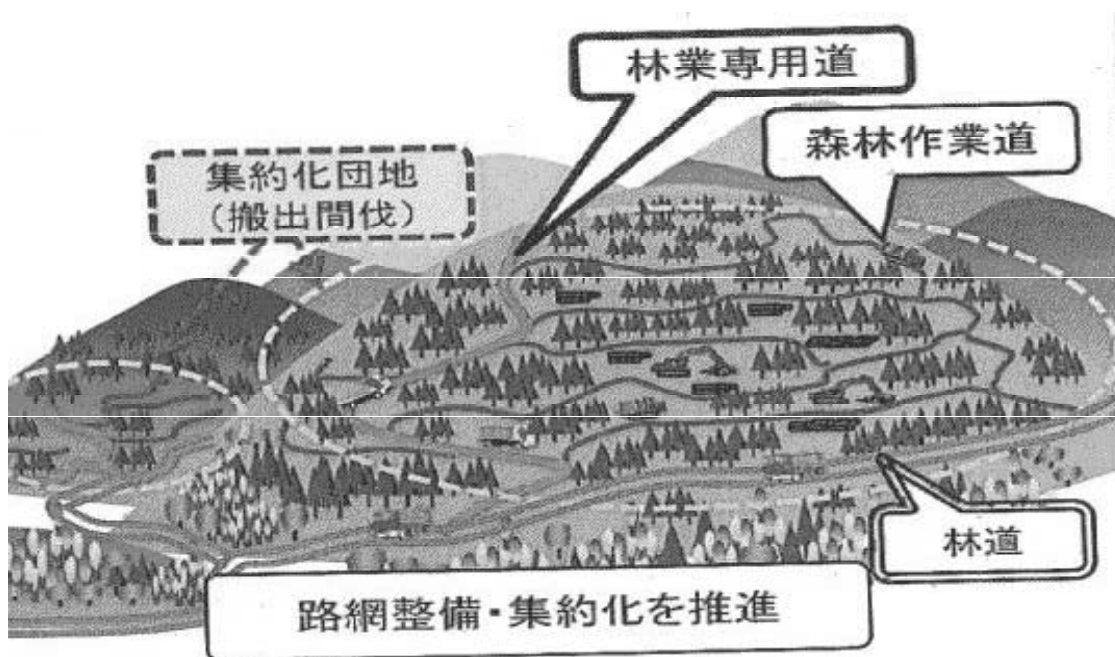 林業専用道
森林作業道
集約化団地
（搬出間伐）
林道
路網整備・集約化を推進